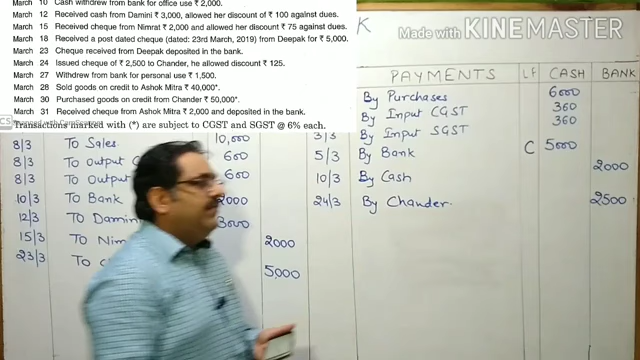 March 10 Cash withdrew from bank for office use ₹ 2,000.
March 12 Received cash from Damini ₹ 3,000, allowed her discount of ₹ 100 against dues.
March 15 Received cheque from Nimrat ₹ 2,000 and allowed her discount ₹ 75 against dues.
March 18 Received a post dated cheque (dated: 23rd March, 2019) from Deepak for ₹ 5,000.
March 23 Cheque received from Deepak deposited in the bank.
March 24 Issued cheque of ₹ 2,500 to Chander, he allowed discount ₹ 125.
March 27 Withdrew from bank for personal use ₹ 1,500.
March 28 Sold goods on credit to Ashok Mitra ₹ 40,000*.
March 30 Purchased goods on credit from Chander ₹ 50,000*.
March 31 Received cheque from Ashok Mitra ₹ 2,000 and deposited in the bank.
Transactions marked with (*) are subject to CGST and SGST @ 6% each.
Made with KINEMASTER
K
PAYMENTS LF CASH BANK
By Purchases 6000
By Input CGST 360
3/3 By Input SGST 360
5/3 By Bank C 5000
10/3 By Cash 2000
24/3 By Chander. 2500
8/3 To Sales 10,000
8/3 To Output 600
8/3 To Output 600
10/3 To Bank 2000
12/3 To Damin 3000
15/3 To Nim 2000
23/3 To 5,000